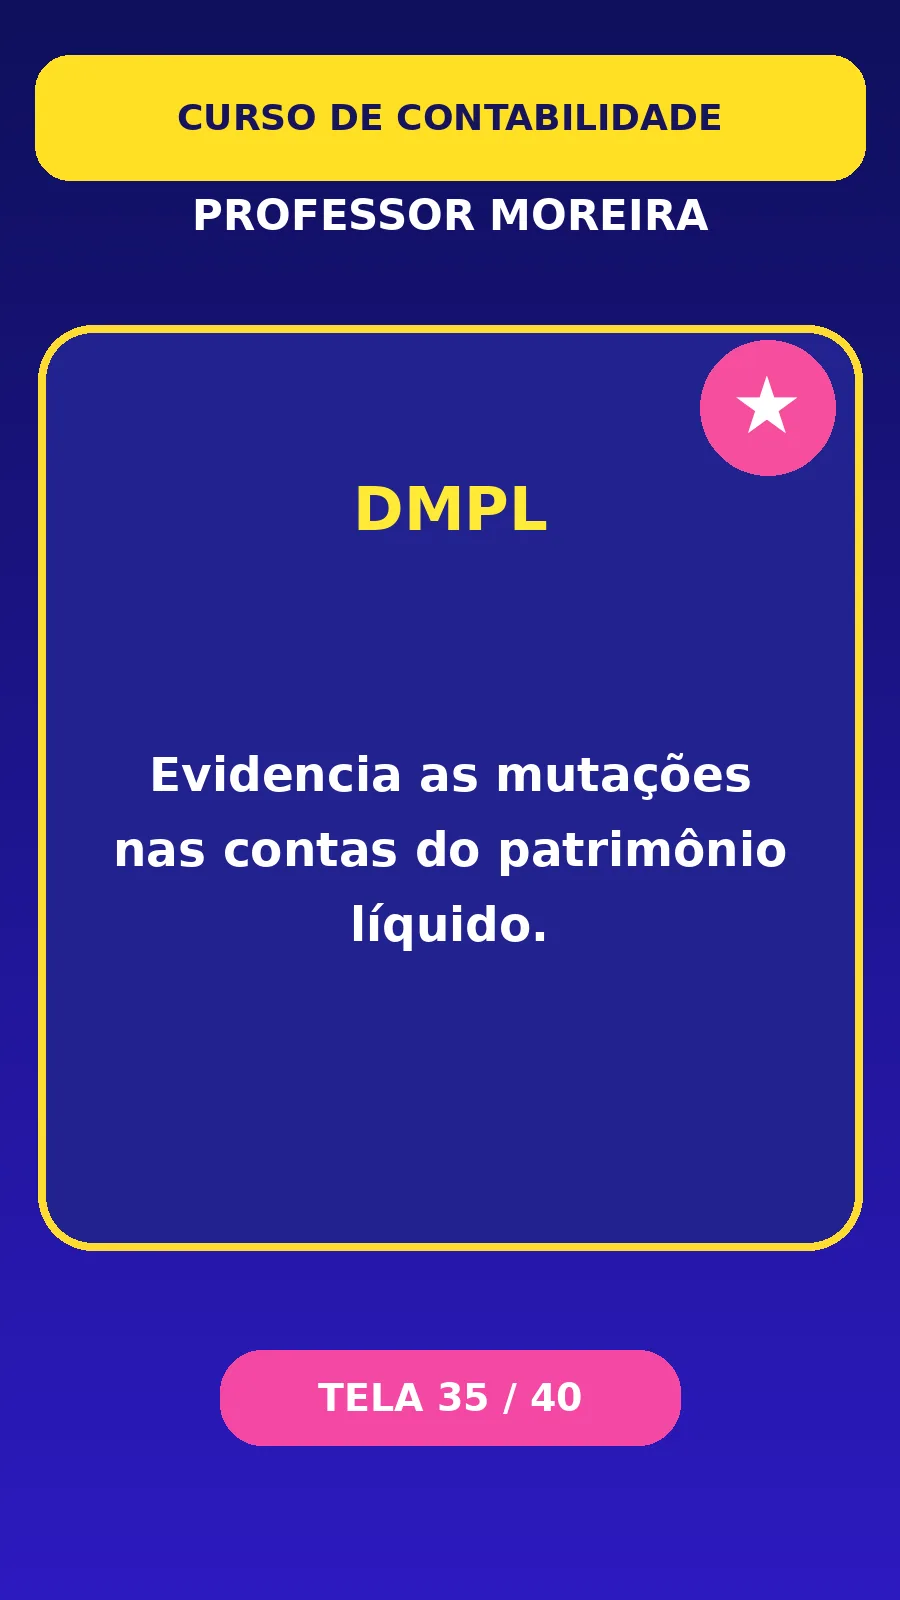 CURSO DE CONTABILIDADE
PROFESSOR MOREIRA
DMPL
Evidencia as mutações
nas contas do patrimônio
líquido.
TELA 35 / 40